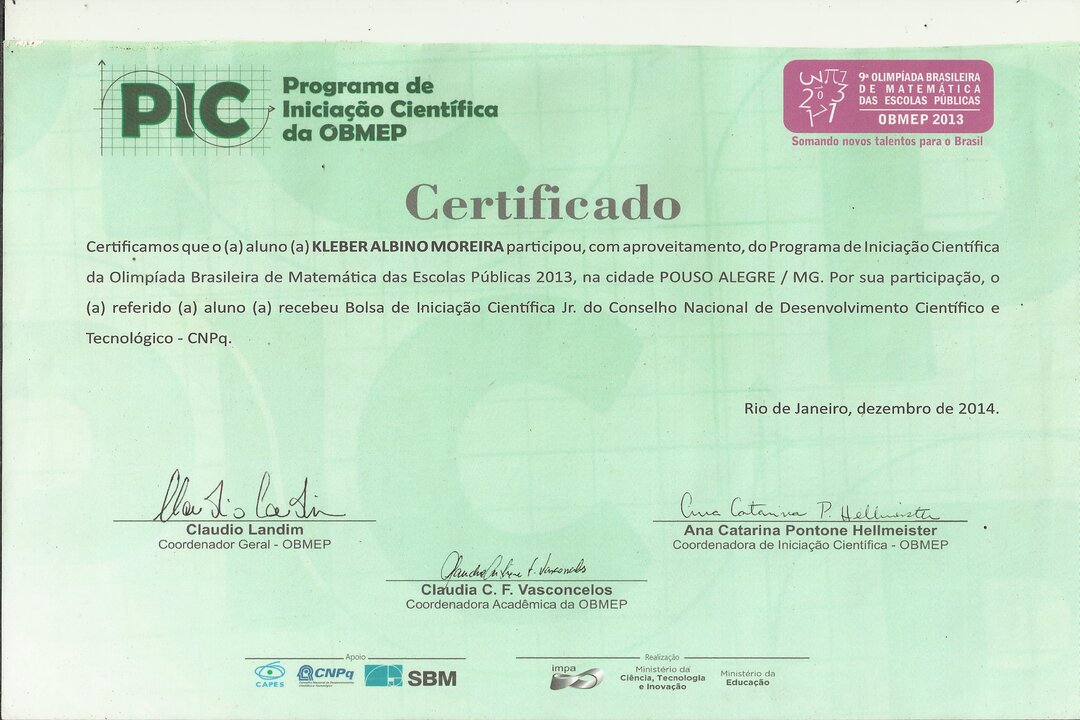 PIC
Programa de
Iniciação Científica
da OBMEP
9ª OLIMPÍADA BRASILEIRA
DE MATEMÁTICA
DAS ESCOLAS PÚBLICAS
OBMEP 2013
Somando novos talentos para o Brasil
Certificado
Certificamos que o (a) aluno (a) KLEBER ALBINO MOREIRA participou, com aproveitamento, do Programa de Iniciação Científica
da Olimpíada Brasileira de Matemática das Escolas Públicas 2013, na cidade POUSO ALEGRE / MG. Por sua participação, o
(a) referido (a) aluno (a) recebeu Bolsa de Iniciação Científica Jr. do Conselho Nacional de Desenvolvimento Científico e
Tecnológico - CNPq.
Rio de Janeiro, dezembro de 2014.
Claudio Landim
Coordenador Geral - OBMEP
Ana Catarina P. Hellmeister
Ana Catarina Pontone Hellmeister
Coordenadora de Iniciação Científica - OBMEP
Claudia C. F. Vasconcelos
Coordenadora Acadêmica da OBMEP
Apoio
CAPES
CNPq
SBM
Realização
impa
Ministério da
Ciência, Tecnologia
e Inovação
Ministério da
Educação